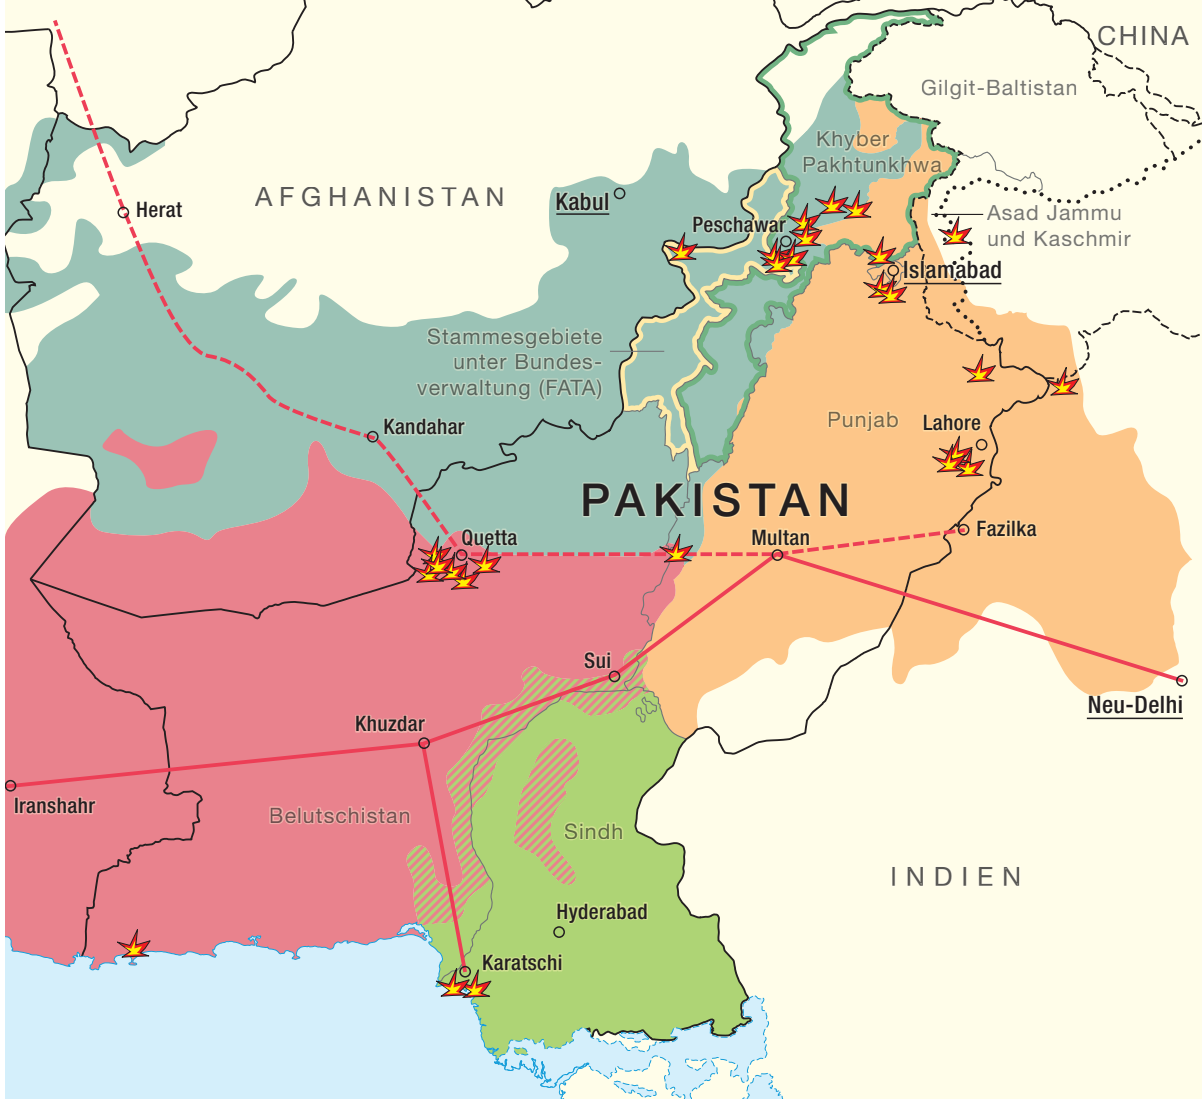 CHINA
Gilgit-Baltistan
Khyber
Pakhtunkhwa
AFGHANISTAN
Kabul
Herat
Peschawar
Asad Jammu
und Kaschmir
Islamabad
Stammesgebiete
unter Bundes-
verwaltung (FATA)
Kandahar
Punjab
Lahore
PAKISTAN
Quetta
Multan
Fazilka
Sui
Neu-Delhi
Khuzdar
Iranshahr
Belutschistan
Sindh
INDIEN
Hyderabad
Karatschi